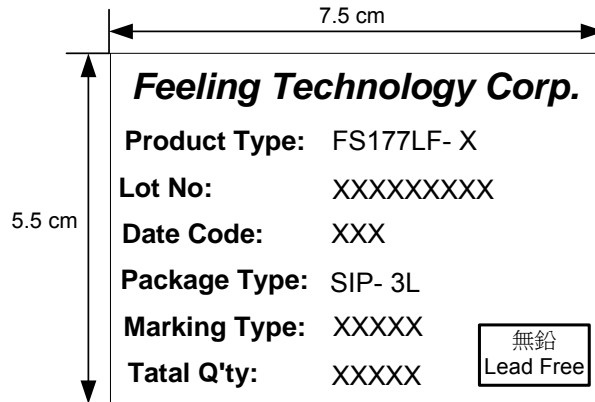 7.5 cm
Feeling Technology Corp.
Product Type: FS177LF- X
Lot No: XXXXXXXXX
5.5 cm
Date Code: XXX
Package Type: SIP- 3L
Marking Type: XXXXX
無鉛
Lead Free
Tatal Q'ty: XXXXX